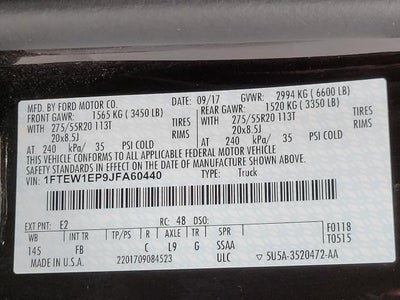 MFD. BY FORD MOTOR CO. DATE: 09/17 GVWR: 2994 KG ( 6600 LB)
FRONT GAWR: 1565 KG ( 3450 LB) REAR GAWR: 1520 KG ( 3350 LB)
WITH 275/55R20 113T TIRES WITH 275/55R20 113T TIRES
20x8.5J RIMS 20x8.5J RIMS
AT 240 kPa/ 35 PSI COLD AT 240 kPa/ 35 PSI COLD
THIS VEHICLE CONFORMS TO ALL APPLICABLE FEDERAL MOTOR VEHICLE
SAFETY STANDARDS IN EFFECT ON THE DATE OF MANUFACTURE SHOWN ABOVE.
VIN: 1FTEW1EP9JFA60440 TYPE: Truck
EXT PNT: E2 RC: 48 DSO: F0118
WB R AXLE TR SPR T0515
145 FB C L9 G SSAA
MADE IN U.S.A. 2201709084523 ULC 5U5A-3520472-AA